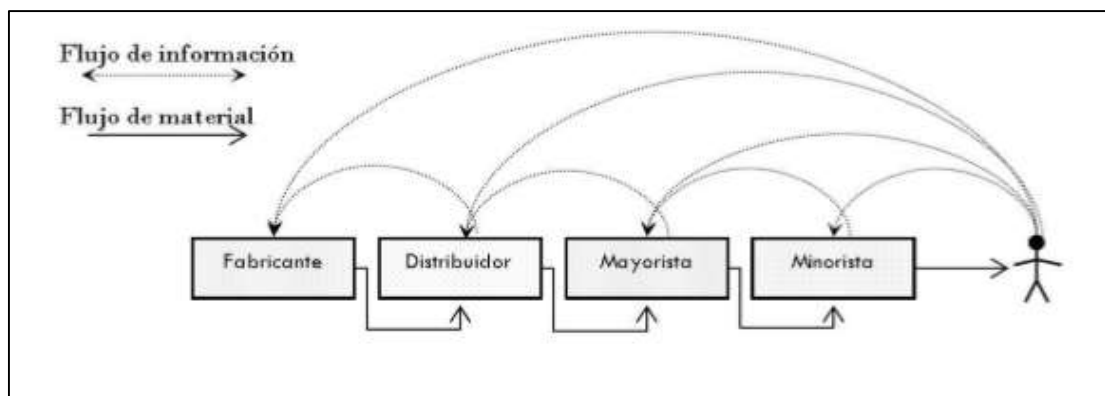 Flujo de información
Flujo de material
Fabricante
Distribuidor
Mayorista
Minorista